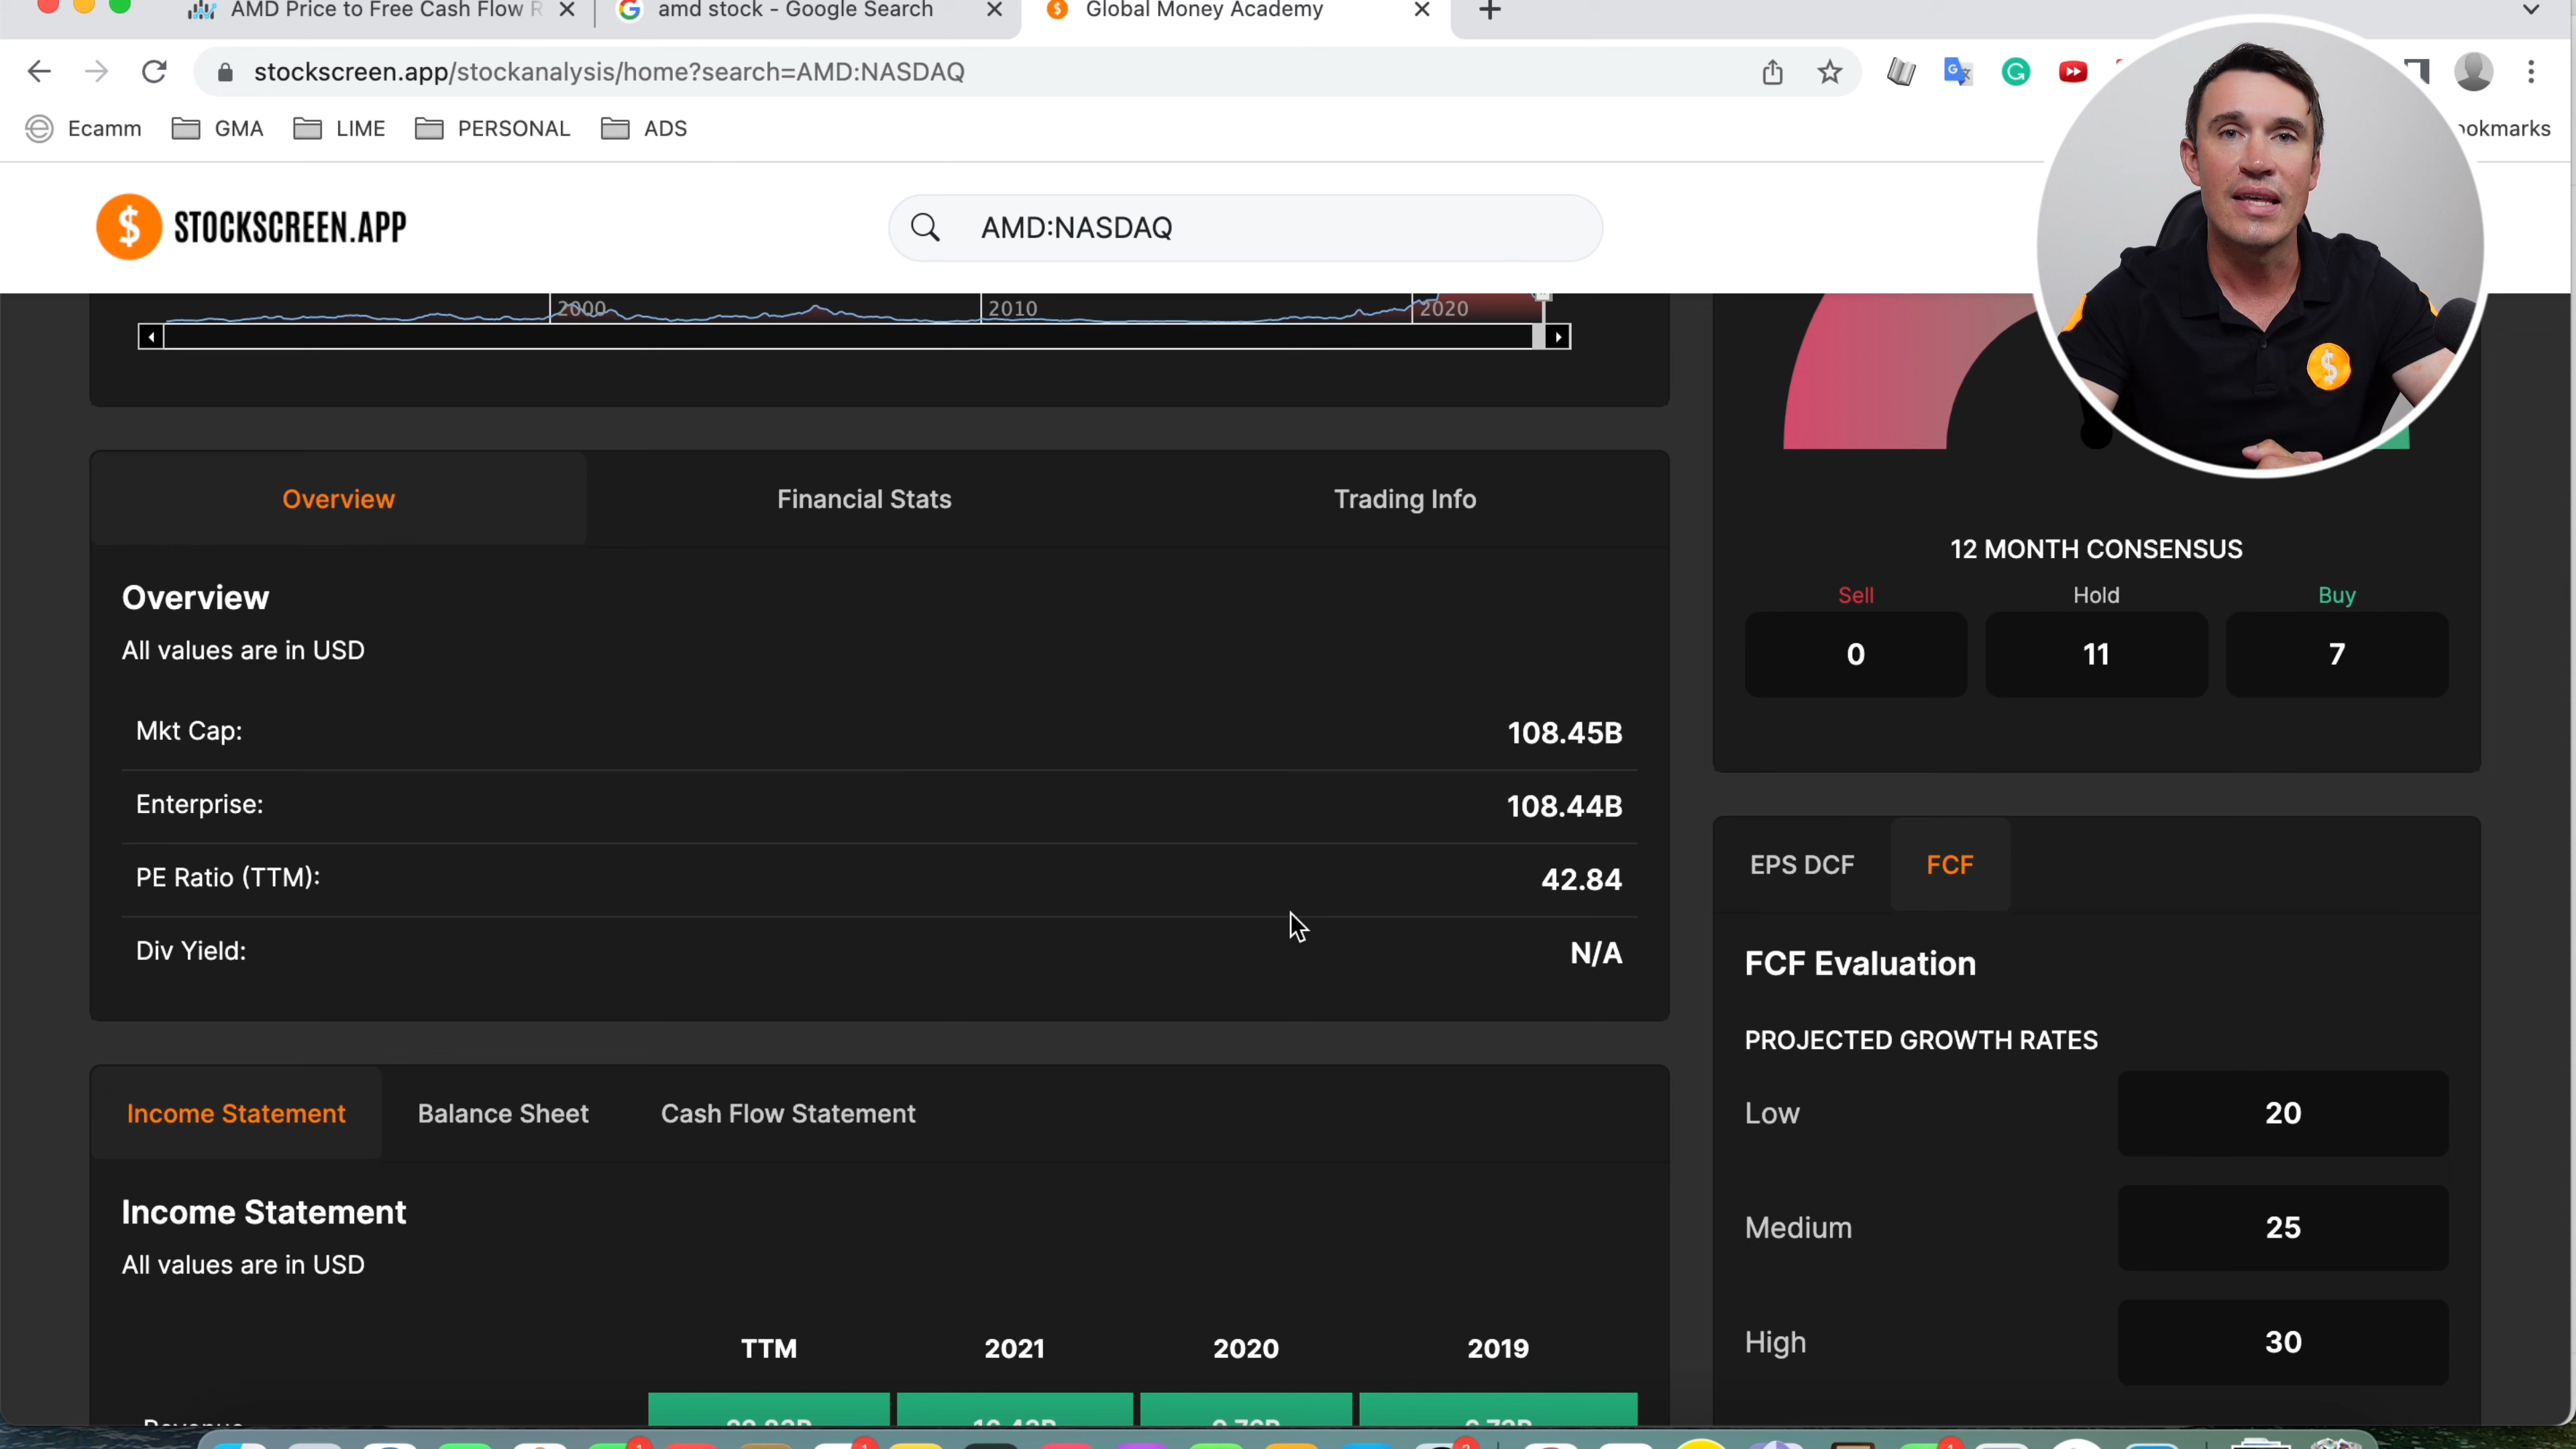 AMD Price to Free Cash Flow R
amd stock - Google Search
Global Money Academy
stockscreen.app/stockanalysis/home?search=AMD:NASDAQ
Ecamm
GMA
LIME
PERSONAL
ADS
STOCKSCREEN.APP
AMD:NASDAQ
2000
2010
2020
Overview
Financial Stats
Trading Info
Overview
All values are in USD
Mkt Cap: 108.45B
Enterprise: 108.44B
PE Ratio (TTM): 42.84
Div Yield: N/A
Income Statement
Balance Sheet
Cash Flow Statement
Income Statement
All values are in USD
TTM 2021 2020 2019
Revenue
12 MONTH CONSENSUS
Sell Hold Buy
0 11 7
EPS DCF
FCF
FCF Evaluation
PROJECTED GROWTH RATES
Low 20
Medium 25
High 30